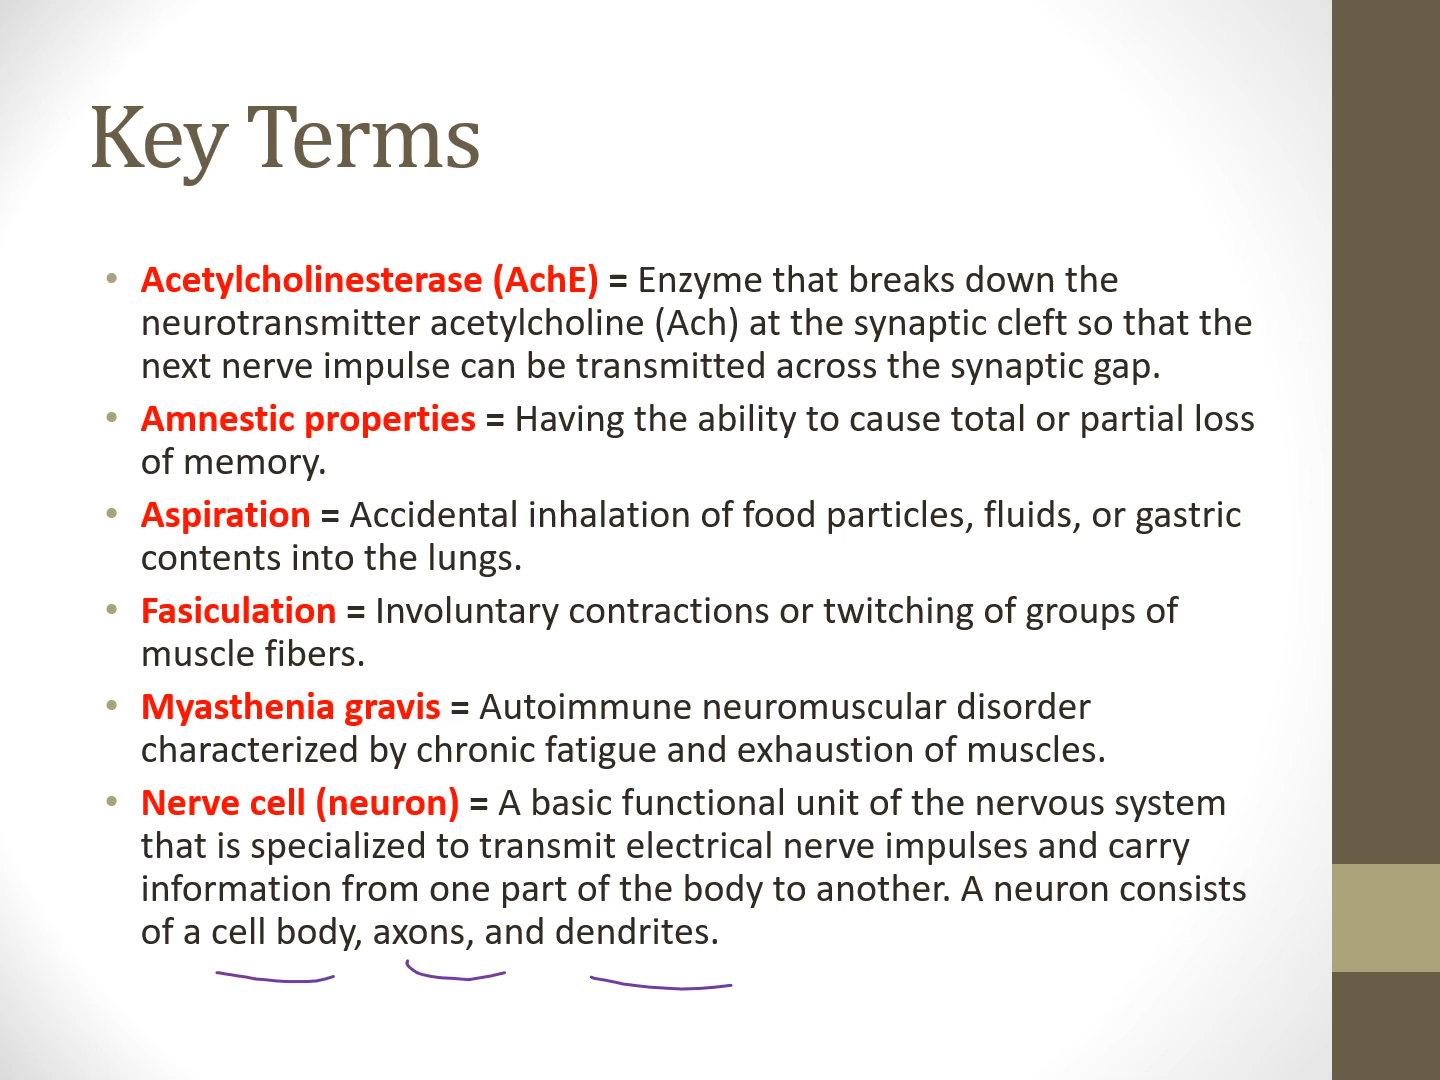 Key Terms
• Acetylcholinesterase (AchE) = Enzyme that breaks down the
neurotransmitter acetylcholine (Ach) at the synaptic cleft so that the
next nerve impulse can be transmitted across the synaptic gap.
• Amnestic properties = Having the ability to cause total or partial loss
of memory.
• Aspiration = Accidental inhalation of food particles, fluids, or gastric
contents into the lungs.
• Fasiculation = Involuntary contractions or twitching of groups of
muscle fibers.
• Myasthenia gravis = Autoimmune neuromuscular disorder
characterized by chronic fatigue and exhaustion of muscles.
• Nerve cell (neuron) = A basic functional unit of the nervous system
that is specialized to transmit electrical nerve impulses and carry
information from one part of the body to another. A neuron consists
of a cell body, axons, and dendrites.